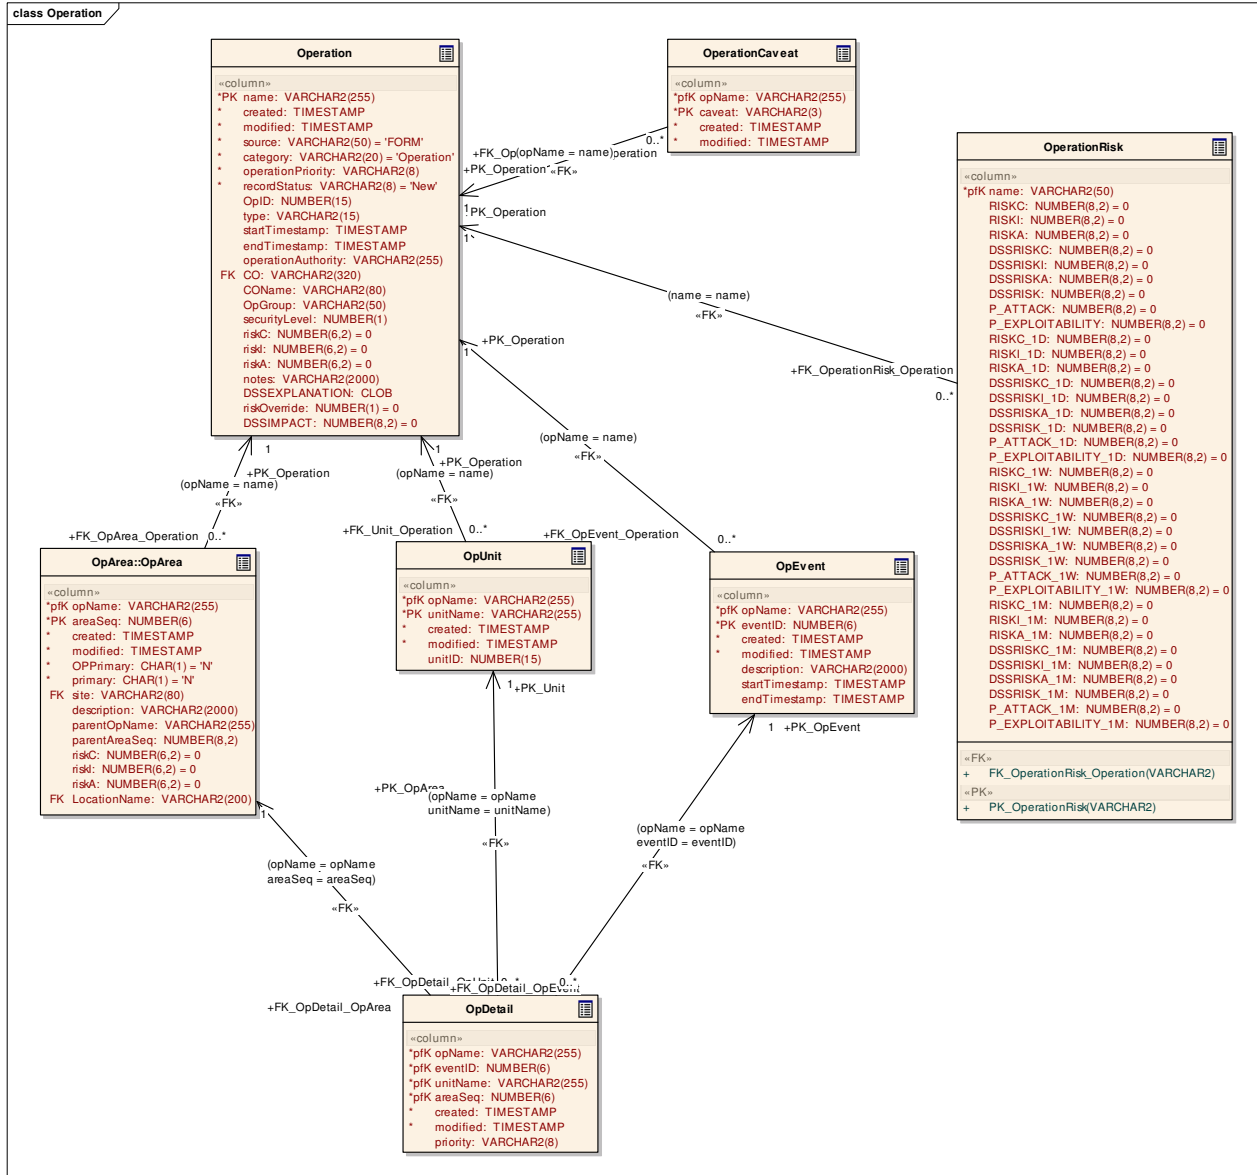 class Operation
Operation
«column»
*PK name: VARCHAR2(255)
* created: TIMESTAMP
* modified: TIMESTAMP
* source: VARCHAR2(50) = 'FORM'
* category: VARCHAR2(20) = 'Operation'
* operationPriority: VARCHAR2(8)
* recordStatus: VARCHAR2(8) = 'New'
OpID: NUMBER(15)
type: VARCHAR2(15)
startTimestamp: TIMESTAMP
endTimestamp: TIMESTAMP
operationAuthority: VARCHAR2(255)
FK CO: VARCHAR2(320)
COName: VARCHAR2(80)
OpGroup: VARCHAR2(50)
securityLevel: NUMBER(1)
riskC: NUMBER(6,2) = 0
riskI: NUMBER(6,2) = 0
riskA: NUMBER(6,2) = 0
notes: VARCHAR2(2000)
DSSEXPLANATION: CLOB
riskOverride: NUMBER(1) = 0
DSSIMPACT: NUMBER(8,2) = 0
OperationCaveat
«column»
*pfK opName: VARCHAR2(255)
*PK caveat: VARCHAR2(3)
* created: TIMESTAMP
* modified: TIMESTAMP
0..*
(opName = name)
+PK_Operation
«FK»
1
+PK_Operation
1
(name = name)
«FK»
+FK_OperationRisk_Operation
0..*
OperationRisk
«column»
*pfK name: VARCHAR2(50)
RISKC: NUMBER(8,2) = 0
RISKI: NUMBER(8,2) = 0
RISKA: NUMBER(8,2) = 0
DSSRISKC: NUMBER(8,2) = 0
DSSRISKI: NUMBER(8,2) = 0
DSSRISKA: NUMBER(8,2) = 0
DSSRISK: NUMBER(8,2) = 0
P_ATTACK: NUMBER(8,2) = 0
P_EXPLOITABILITY: NUMBER(8,2) = 0
RISKC_1D: NUMBER(8,2) = 0
RISKI_1D: NUMBER(8,2) = 0
RISKA_1D: NUMBER(8,2) = 0
DSSRISKC_1D: NUMBER(8,2) = 0
DSSRISKI_1D: NUMBER(8,2) = 0
DSSRISKA_1D: NUMBER(8,2) = 0
DSSRISK_1D: NUMBER(8,2) = 0
P_ATTACK_1D: NUMBER(8,2) = 0
P_EXPLOITABILITY_1D: NUMBER(8,2) = 0
RISKC_1W: NUMBER(8,2) = 0
RISKI_1W: NUMBER(8,2) = 0
RISKA_1W: NUMBER(8,2) = 0
DSSRISKC_1W: NUMBER(8,2) = 0
DSSRISKI_1W: NUMBER(8,2) = 0
DSSRISKA_1W: NUMBER(8,2) = 0
DSSRISK_1W: NUMBER(8,2) = 0
P_ATTACK_1W: NUMBER(8,2) = 0
P_EXPLOITABILITY_1W: NUMBER(8,2) = 0
RISKC_1M: NUMBER(8,2) = 0
RISKI_1M: NUMBER(8,2) = 0
RISKA_1M: NUMBER(8,2) = 0
DSSRISKC_1M: NUMBER(8,2) = 0
DSSRISKI_1M: NUMBER(8,2) = 0
DSSRISKA_1M: NUMBER(8,2) = 0
DSSRISK_1M: NUMBER(8,2) = 0
P_ATTACK_1M: NUMBER(8,2) = 0
P_EXPLOITABILITY_1M: NUMBER(8,2) = 0
«FK»
+ FK_OperationRisk_Operation(VARCHAR2)
«PK»
+ PK_OperationRisk(VARCHAR2)
+PK_Operation
1
(opName = name)
«FK»
+FK_OpEvent_Operation
0..*
1
+PK_Operation
(opName = name)
«FK»
+FK_OpArea_Operation
0..*
1
+PK_Operation
(opName = name)
«FK»
+FK_Unit_Operation
0..*
OpArea::OpArea
«column»
*pfK opName: VARCHAR2(255)
*PK areaSeq: NUMBER(6)
* created: TIMESTAMP
* modified: TIMESTAMP
* OPPrimary: CHAR(1) = 'N'
* primary: CHAR(1) = 'N'
FK site: VARCHAR2(80)
description: VARCHAR2(2000)
parentOpName: VARCHAR2(255)
parentAreaSeq: NUMBER(8,2)
riskC: NUMBER(6,2) = 0
riskI: NUMBER(6,2) = 0
riskA: NUMBER(6,2) = 0
FK LocationName: VARCHAR2(200)
OpUnit
«column»
*pfK opName: VARCHAR2(255)
*PK unitName: VARCHAR2(255)
* created: TIMESTAMP
* modified: TIMESTAMP
unitID: NUMBER(15)
OpEvent
«column»
*pfK opName: VARCHAR2(255)
*PK eventID: NUMBER(6)
* created: TIMESTAMP
* modified: TIMESTAMP
description: VARCHAR2(2000)
startTimestamp: TIMESTAMP
endTimestamp: TIMESTAMP
1
+PK_Unit
1 +PK_OpEvent
+PK_OpArea
1
(opName = opName
unitName = unitName)
«FK»
(opName = opName
eventID = eventID)
«FK»
(opName = opName
areaSeq = areaSeq)
«FK»
0..*
+FK_OpDetail_OpEvent
+FK_OpDetail_OpArea
OpDetail
«column»
*pfK opName: VARCHAR2(255)
*pfK eventID: NUMBER(6)
*pfK unitName: VARCHAR2(255)
*pfK areaSeq: NUMBER(6)
* created: TIMESTAMP
* modified: TIMESTAMP
priority: VARCHAR2(8)